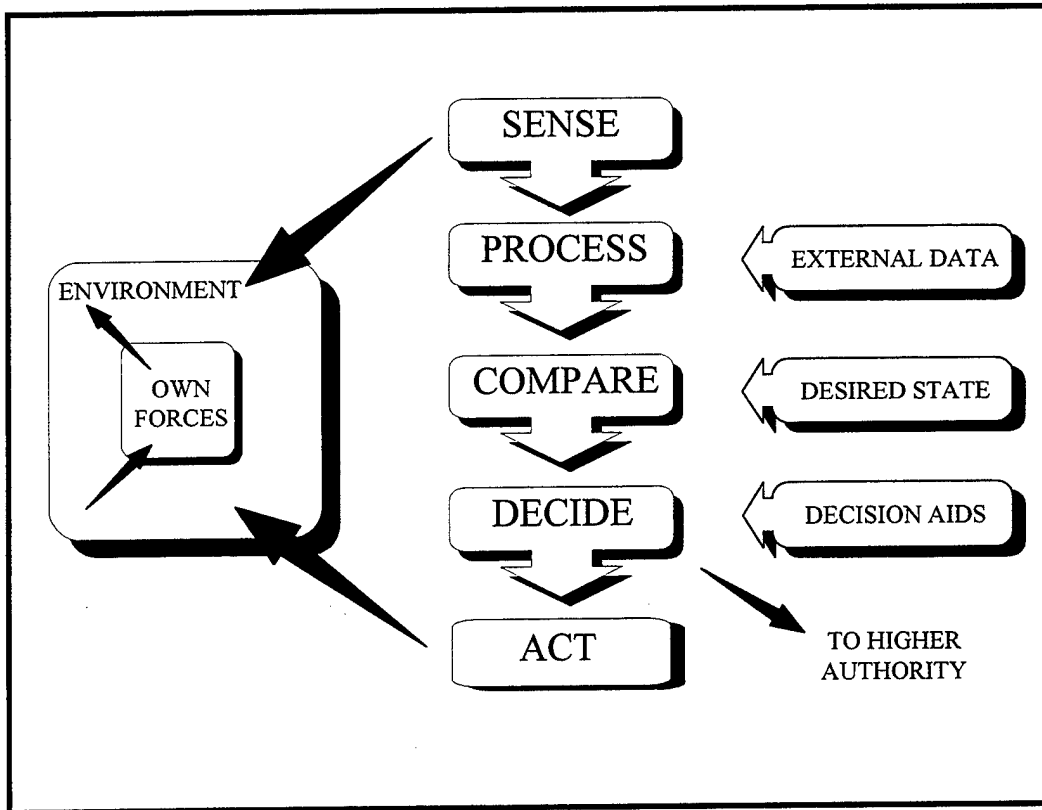 SENSE
PROCESS
EXTERNAL DATA
ENVIRONMENT
COMPARE
DESIRED STATE
OWN
FORCES
DECIDE
DECISION AIDS
ACT
TO HIGHER
AUTHORITY